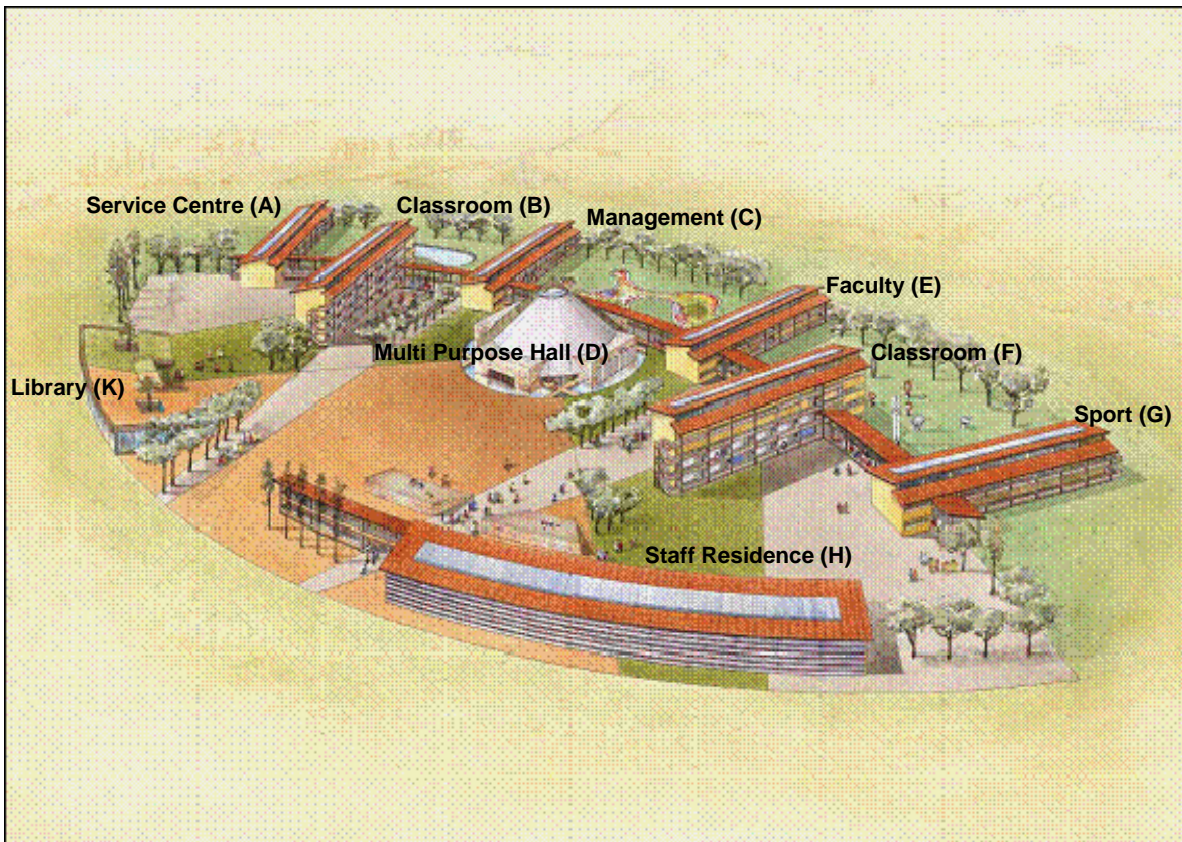 Service Centre (A)
Classroom (B)
Management (C)
Faculty (E)
Multi Purpose Hall (D)
Classroom (F)
Library (K)
Sport (G)
Staff Residence (H)